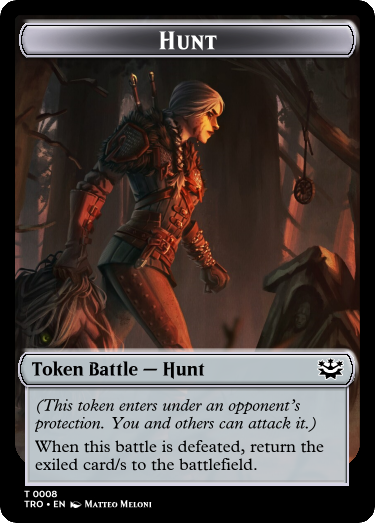 Hunt
Token Battle — Hunt
(This token enters under an opponent's
protection. You and others can attack it.)
When this battle is defeated, return the
exiled card/s to the battlefield.
T 0008
TRO • EN Matteo Meloni